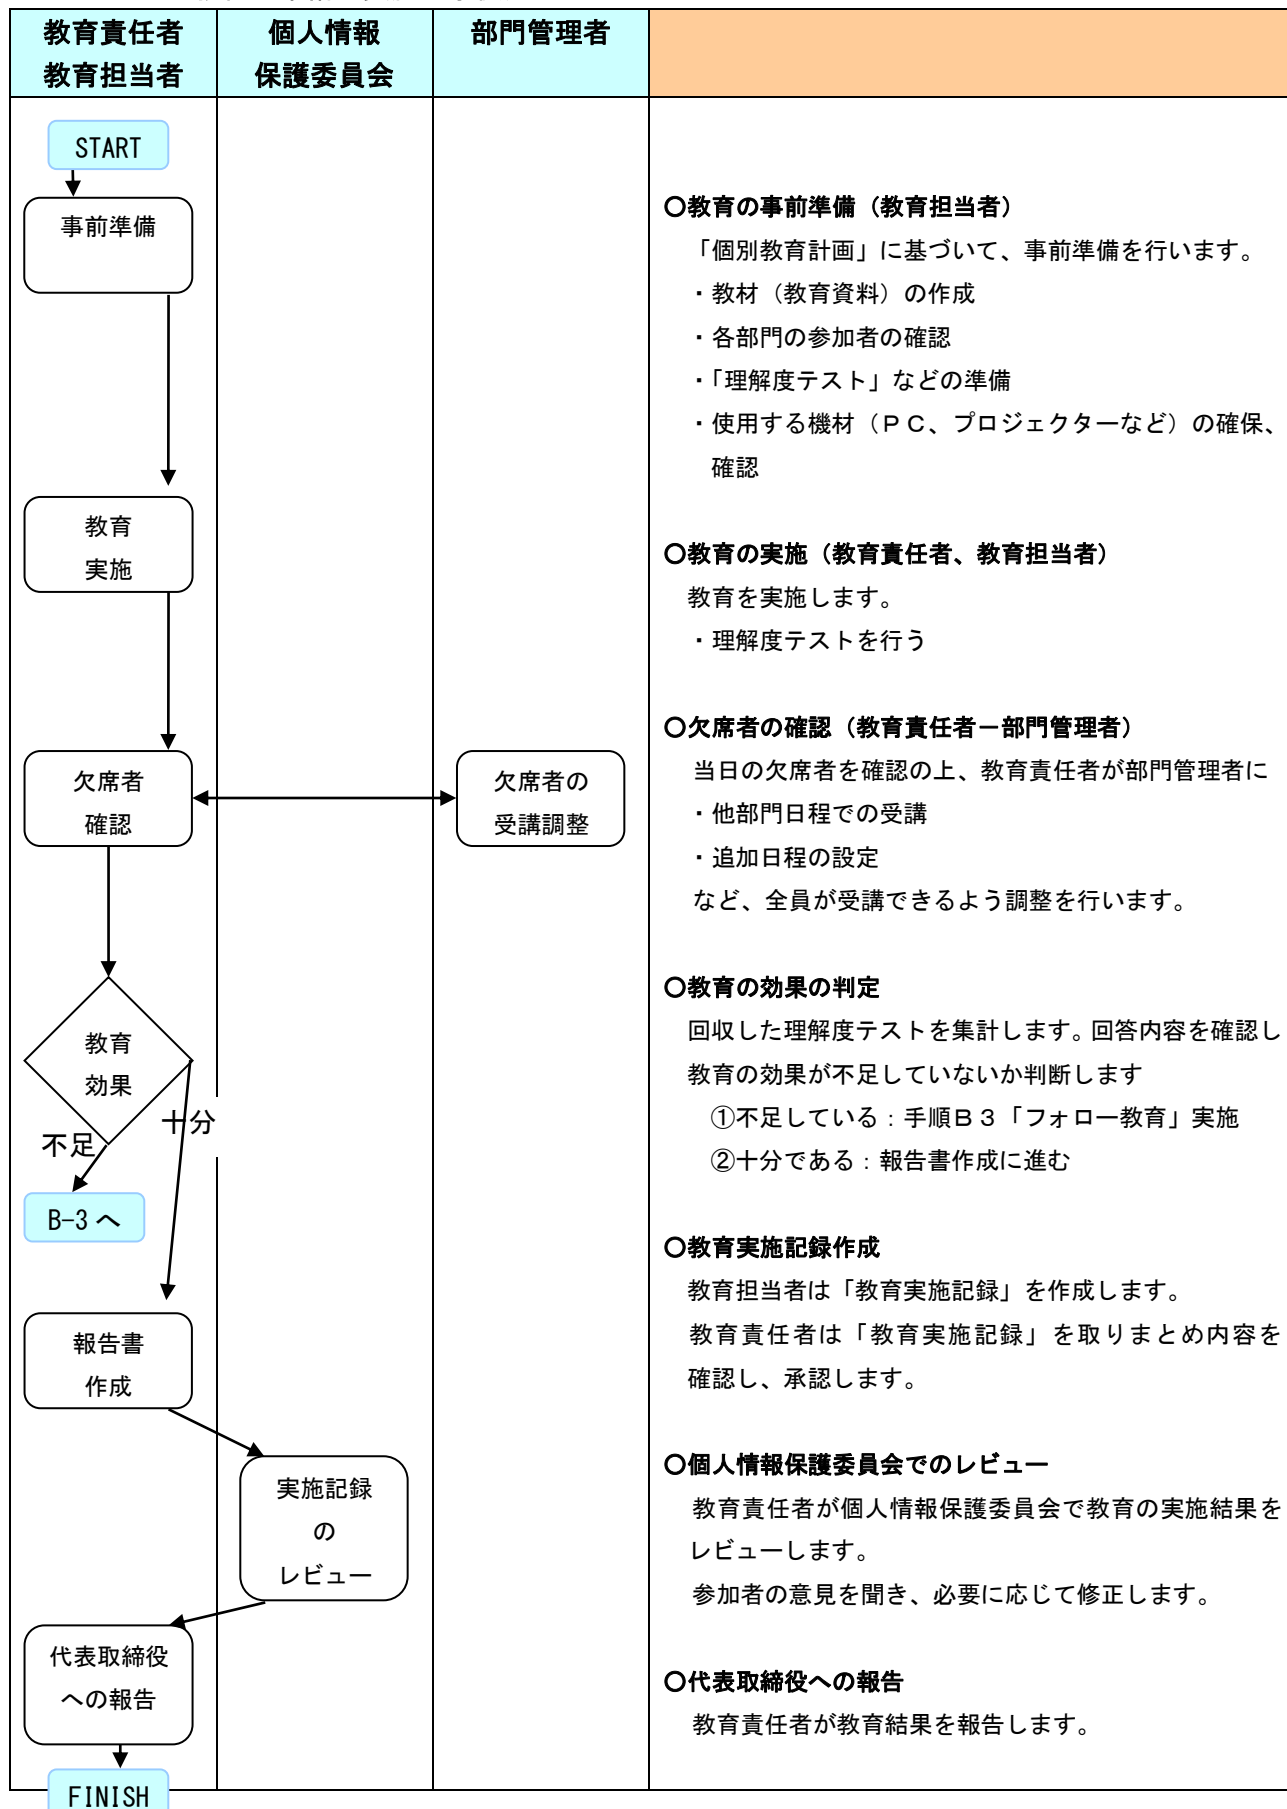 教育責任者
教育担当者
個人情報
保護委員会
部門管理者
START
事前準備
教育
実施
欠席者
確認
欠席者の
受講調整
教育
効果
十分
不足
B-3 へ
報告書
作成
実施記録
の
レビュー
代表取締役
への報告
FINISH
○教育の事前準備(教育担当者)
「個別教育計画」に基づいて、事前準備を行います。
・教材(教育資料)の作成
・各部門の参加者の確認
・「理解度テスト」などの準備
・使用する機材(PC、プロジェクターなど)の確保、
確認
○教育の実施(教育責任者、教育担当者)
教育を実施します。
・理解度テストを行う
○欠席者の確認(教育責任者－部門管理者)
当日の欠席者を確認の上、教育責任者が部門管理者に
・他部門日程での受講
・追加日程の設定
など、全員が受講できるよう調整を行います。
○教育の効果の判定
回収した理解度テストを集計します。回答内容を確認し
教育の効果が不足していないか判断します
①不足している:手順B3「フォロー教育」実施
②十分である:報告書作成に進む
○教育実施記録作成
教育担当者は「教育実施記録」を作成します。
教育責任者は「教育実施記録」を取りまとめ内容を
確認し、承認します。
○個人情報保護委員会でのレビュー
教育責任者が個人情報保護委員会で教育の実施結果を
レビューします。
参加者の意見を聞き、必要に応じて修正します。
○代表取締役への報告
教育責任者が教育結果を報告します。